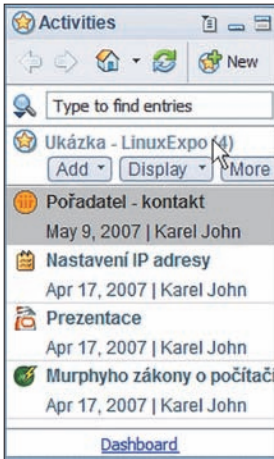 Activities
New
Type to find entries
Ukázka - LinuxExpo (4)
Add Display More
Pořadatel - kontakt
May 9, 2007 | Karel John
Nastavení IP adresy
Apr 17, 2007 | Karel John
Prezentace
Apr 17, 2007 | Karel John
Murphyho zákony o počítači
Apr 17, 2007 | Karel John
Dashboard